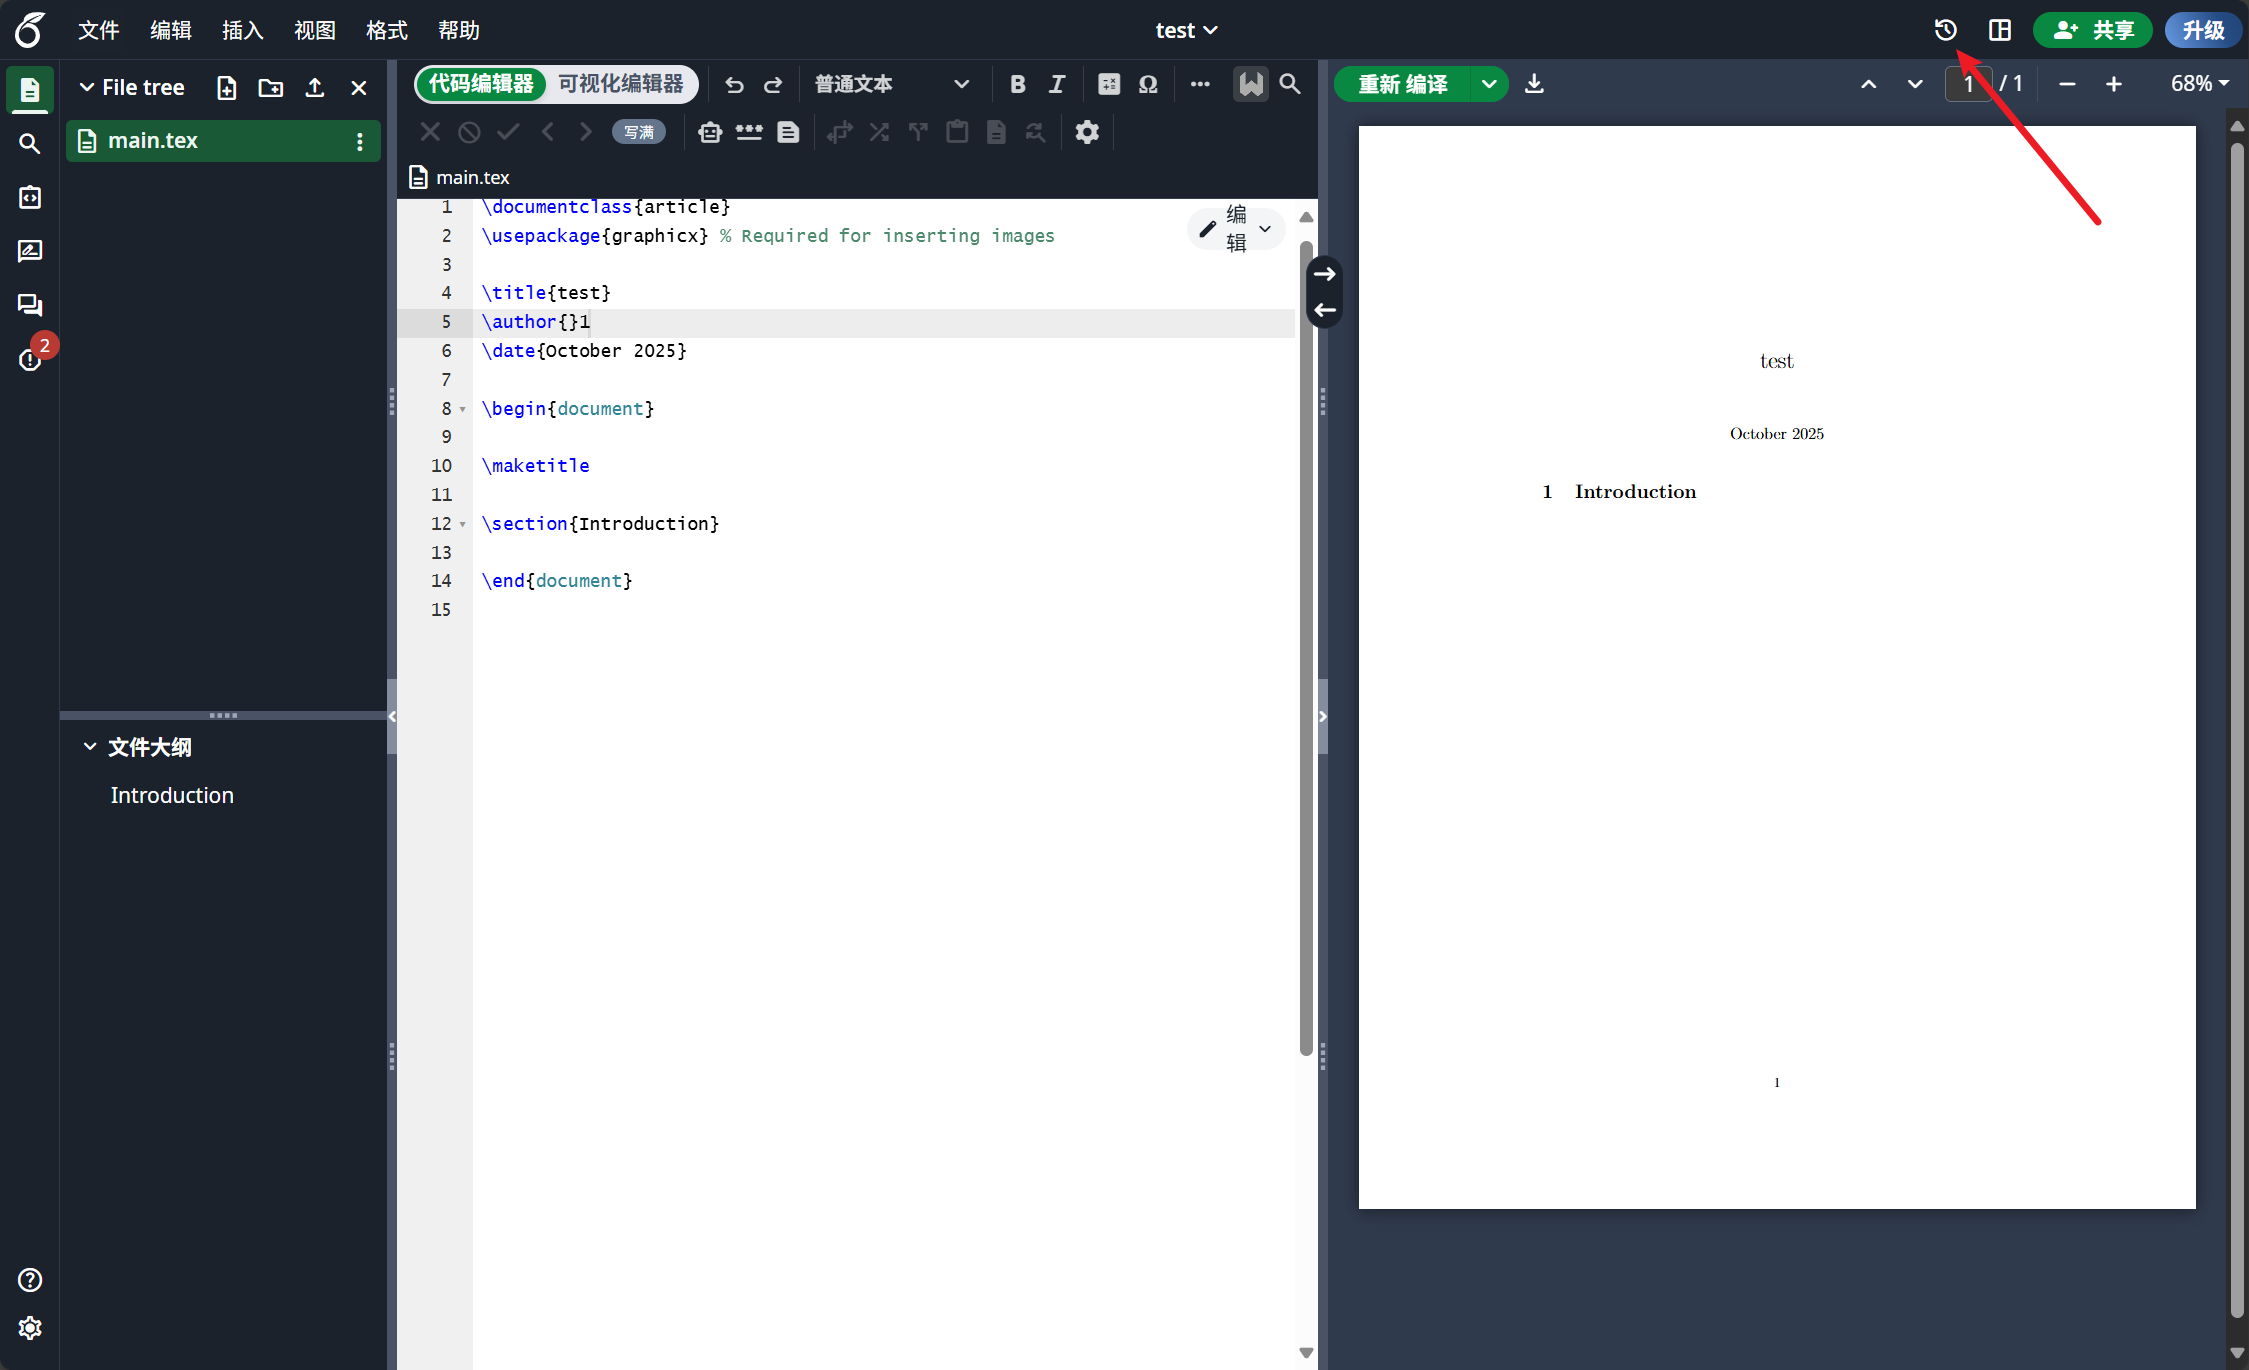 文件 编辑 插入 视图 格式 帮助
test
共享
升级
File tree
main.tex
2
文件大纲
Introduction
代码编辑器 可视化编辑器
普通文本
B I Ω
写满
main.tex
编辑
1 \documentclass{article}
2 \usepackage{graphicx} % Required for inserting images
3
4 \title{test}
5 \author{}1
6 \date{October 2025}
7
8 \begin{document}
9
10 \maketitle
11
12 \section{Introduction}
13
14 \end{document}
15
重新 编译
1 / 1
68%
test
October 2025
1 Introduction
1